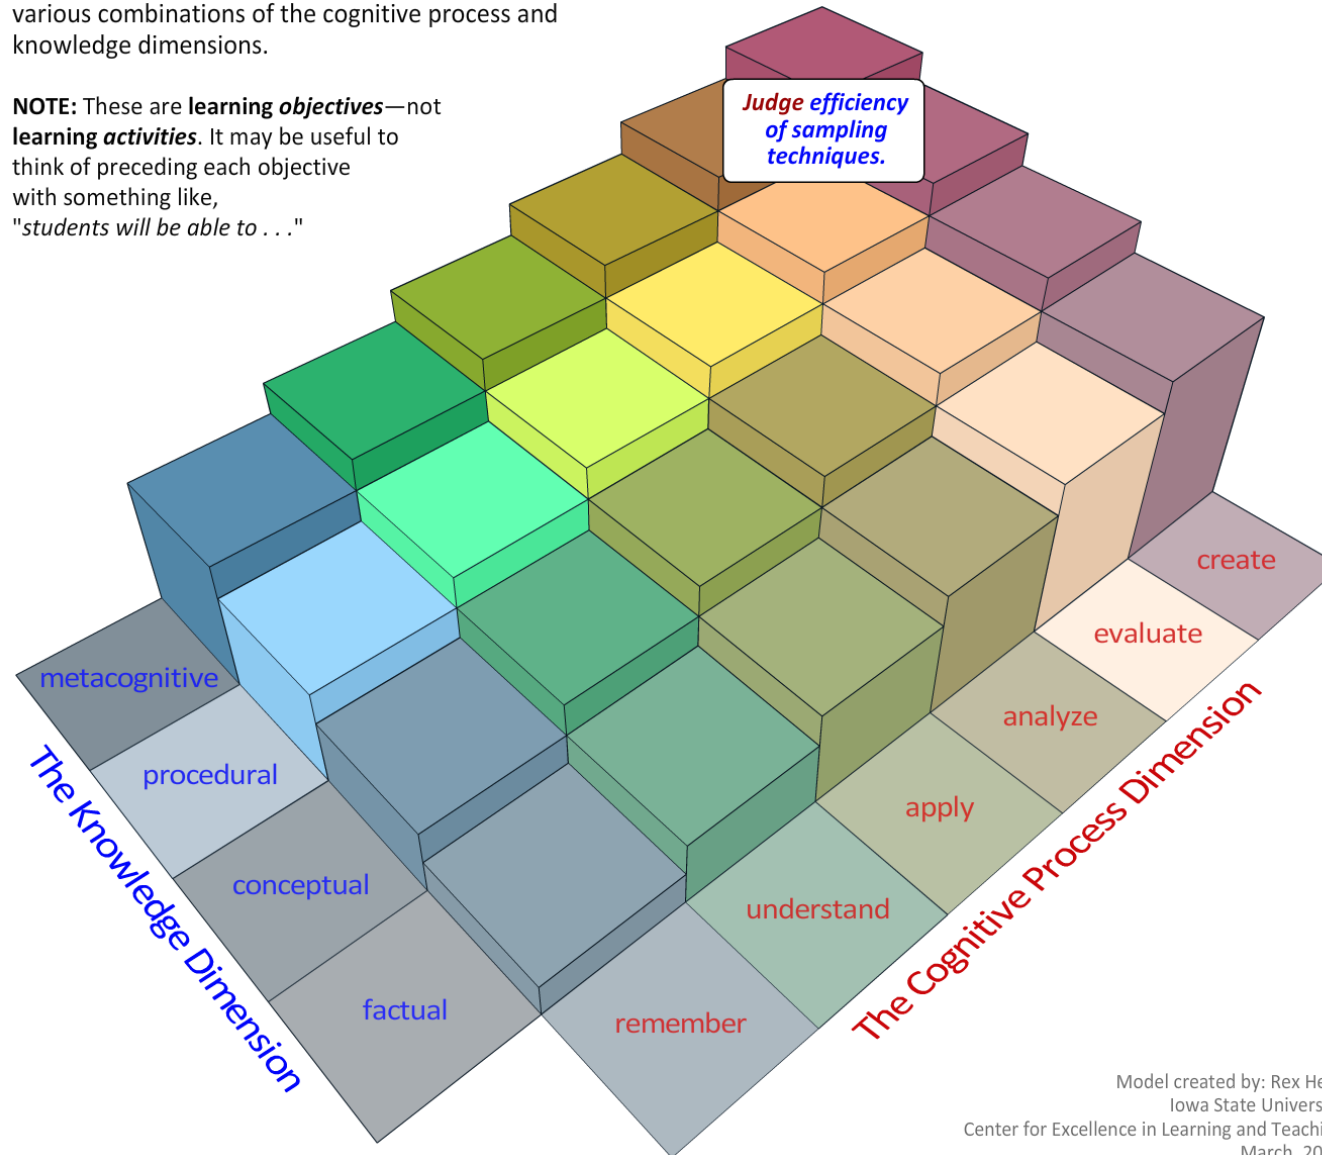 various combinations of the cognitive process and
knowledge dimensions.
NOTE: These are learning objectives—not
learning activities. It may be useful to
think of preceding each objective
with something like,
"students will be able to . . ."
Judge efficiency
of sampling
techniques.
metacognitive
procedural
conceptual
factual
The Knowledge Dimension
create
evaluate
analyze
apply
understand
remember
The Cognitive Process Dimension
Model created by: Rex
Iowa State
Center for Excellence in Learning and
March,